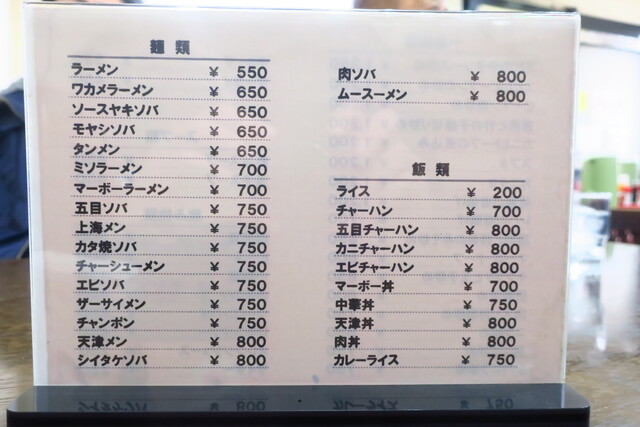 麺類
ラーメン ￥ 550
ワカメラーメン ￥ 650
ソースヤキソバ ￥ 650
モヤシソバ ￥ 650
タンメン ￥ 650
ミソラーメン ￥ 700
マーボーラーメン ￥ 700
五目ソバ ￥ 750
上海メン ￥ 750
カタ焼ソバ ￥ 750
チャーシューメン ￥ 750
エビソバ ￥ 750
ザーサイメン ￥ 750
チャンポン ￥ 750
天津メン ￥ 800
シイタケソバ ￥ 800
肉ソバ ￥ 800
ムースーメン ￥ 800
飯類
ライス ￥ 200
チャーハン ￥ 700
五目チャーハン ￥ 800
カニチャーハン ￥ 800
エビチャーハン ￥ 800
マーボー丼 ￥ 700
中華丼 ￥ 750
天津丼 ￥ 800
肉丼 ￥ 800
カレーライス ￥ 750